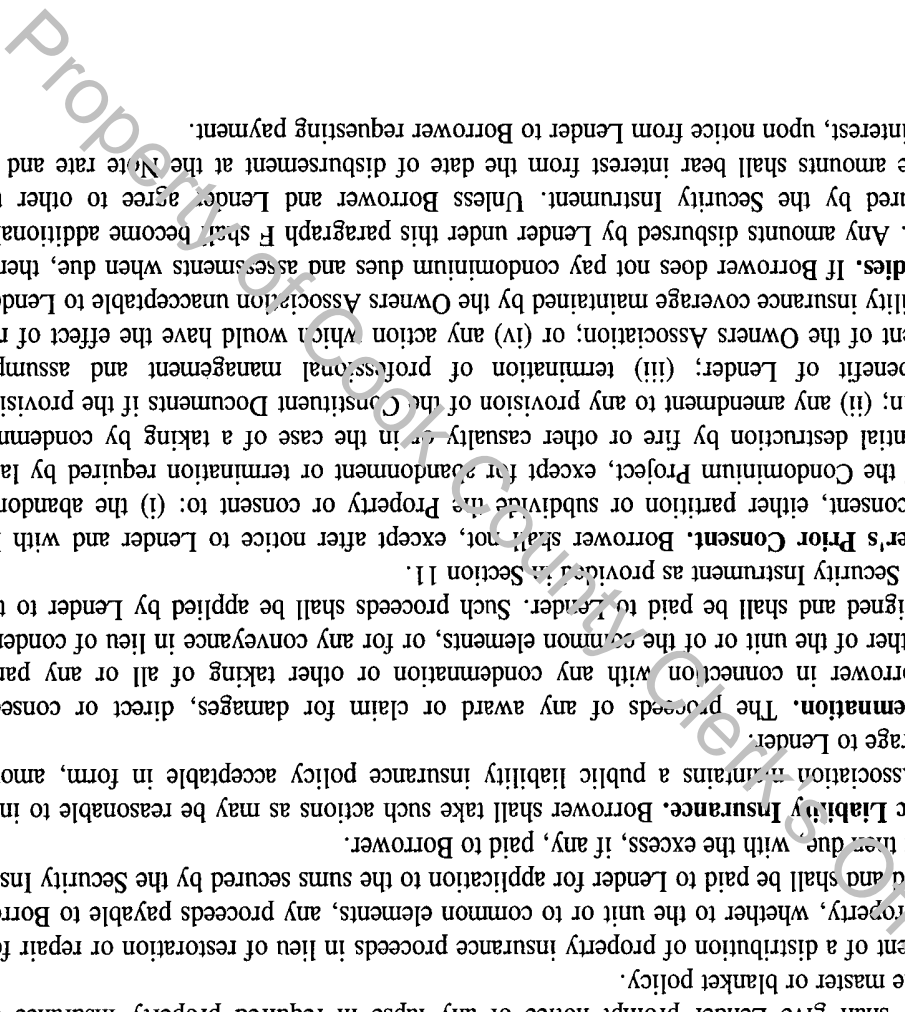 shall give Lender prompt notice of any lapse in required property insurance
e master or blanket policy.
ent of a distribution of property insurance proceeds in lieu of restoration or repair f
roperty, whether to the unit or to common elements, any proceeds payable to Borro
d and shall be paid to Lender for application to the sums secured by the Security Ins
then due, with the excess, if any, paid to Borrower.
c Liability Insurance. Borrower shall take such actions as may be reasonable to in
Association maintains a public liability insurance policy acceptable in form, amo
rage to Lender.
emnation. The proceeds of any award or claim for damages, direct or conse
orrower in connection with any condemnation or other taking of all or any par
ther of the unit or of the common elements, or for any conveyance in lieu of conde
igned and shall be paid to Lender. Such proceeds shall be applied by Lender to t
Security Instrument as provided in Section 11.
er's Prior Consent. Borrower shall not, except after notice to Lender and with
consent, either partition or subdivide the Property or consent to: (i) the abandon
the Condominium Project, except for abandonment or termination required by la
ntial destruction by fire or other casualty or in the case of a taking by condemn
n; (ii) any amendment to any provision of the Constituent Documents if the provisi
benefit of Lender; (iii) termination of professional management and assump
ent of the Owners Association; or (iv) any action which would have the effect of r
ility insurance coverage maintained by the Owners Association unacceptable to Lend
dies. If Borrower does not pay condominium dues and assessments when due, then
. Any amounts disbursed by Lender under this paragraph F shall become additional
ured by the Security Instrument. Unless Borrower and Lender agree to other t
e amounts shall bear interest from the date of disbursement at the Note rate and
interest, upon notice from Lender to Borrower requesting payment.
Property of Cook County Clerk's Of